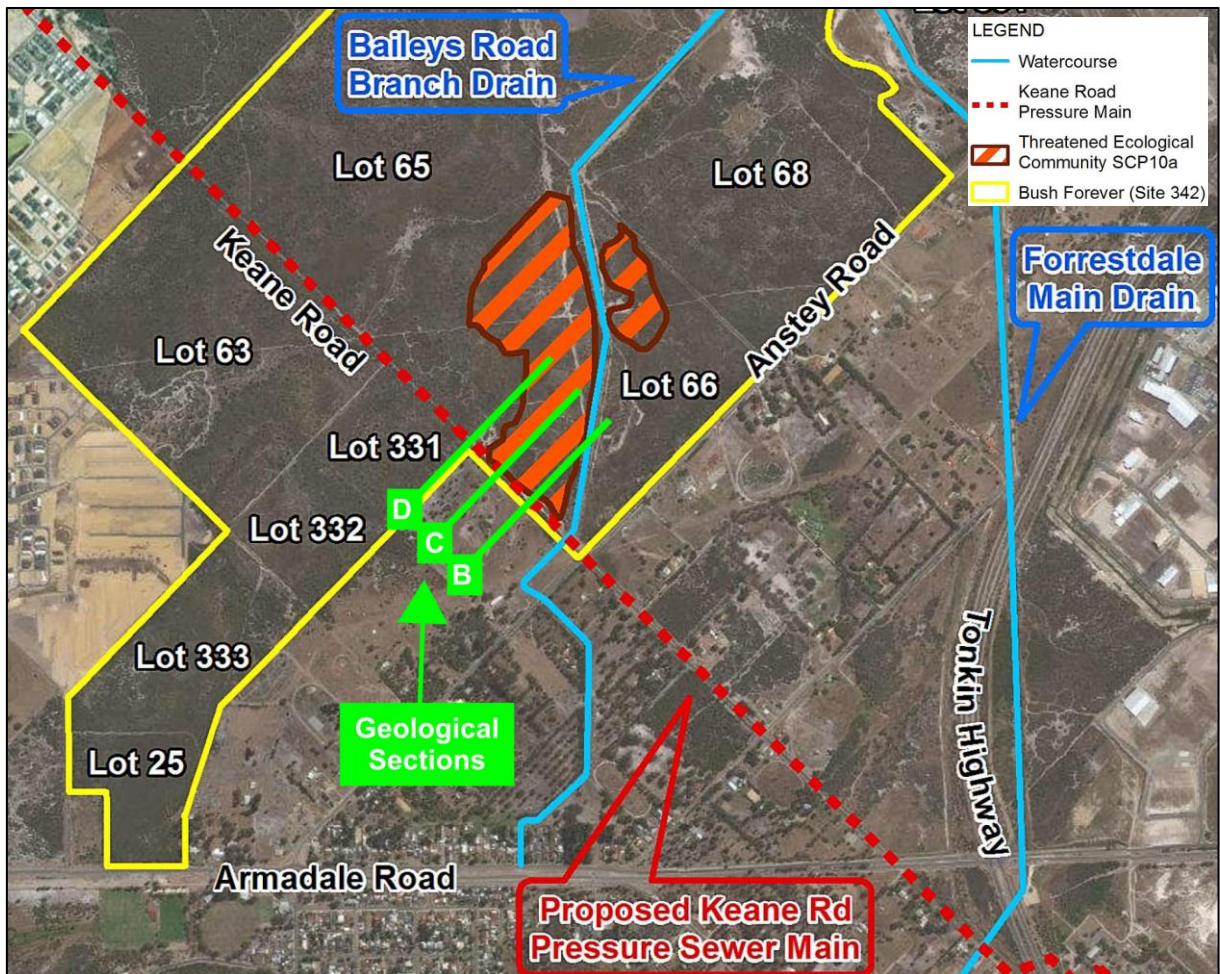 LEGEND
Watercourse
Keane Road
Pressure Main
Threatened Ecological
Community SCP10a
Bush Forever (Site 342)
Baileys Road
Branch Drain
Lot 65
Lot 68
Keane Road
Anstey Road
Forrestdale
Main Drain
Lot 63
Lot 66
Lot 331
Lot 332
D
C
B
Lot 333
Geological
Sections
Lot 25
Tonkin Highway
Armadale Road
Proposed Keane Rd
Pressure Sewer Main